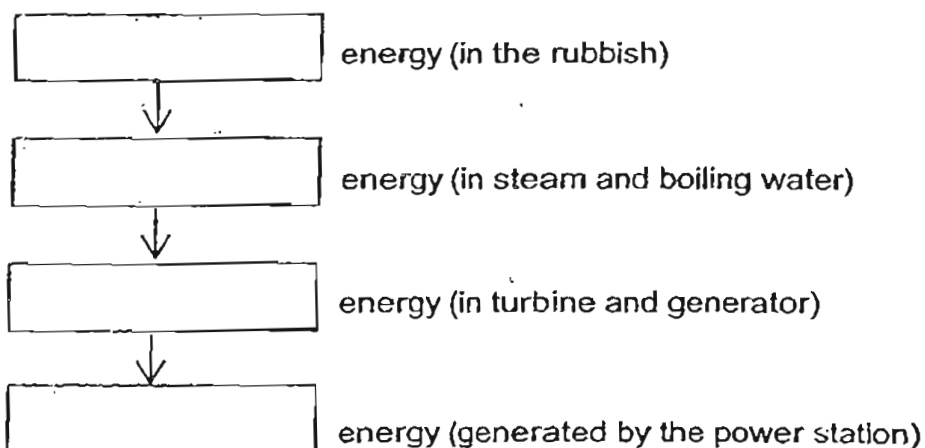 energy (in the rubbish)
energy (in steam and boiling water)
energy (in turbine and generator)
energy (generated by the power station)